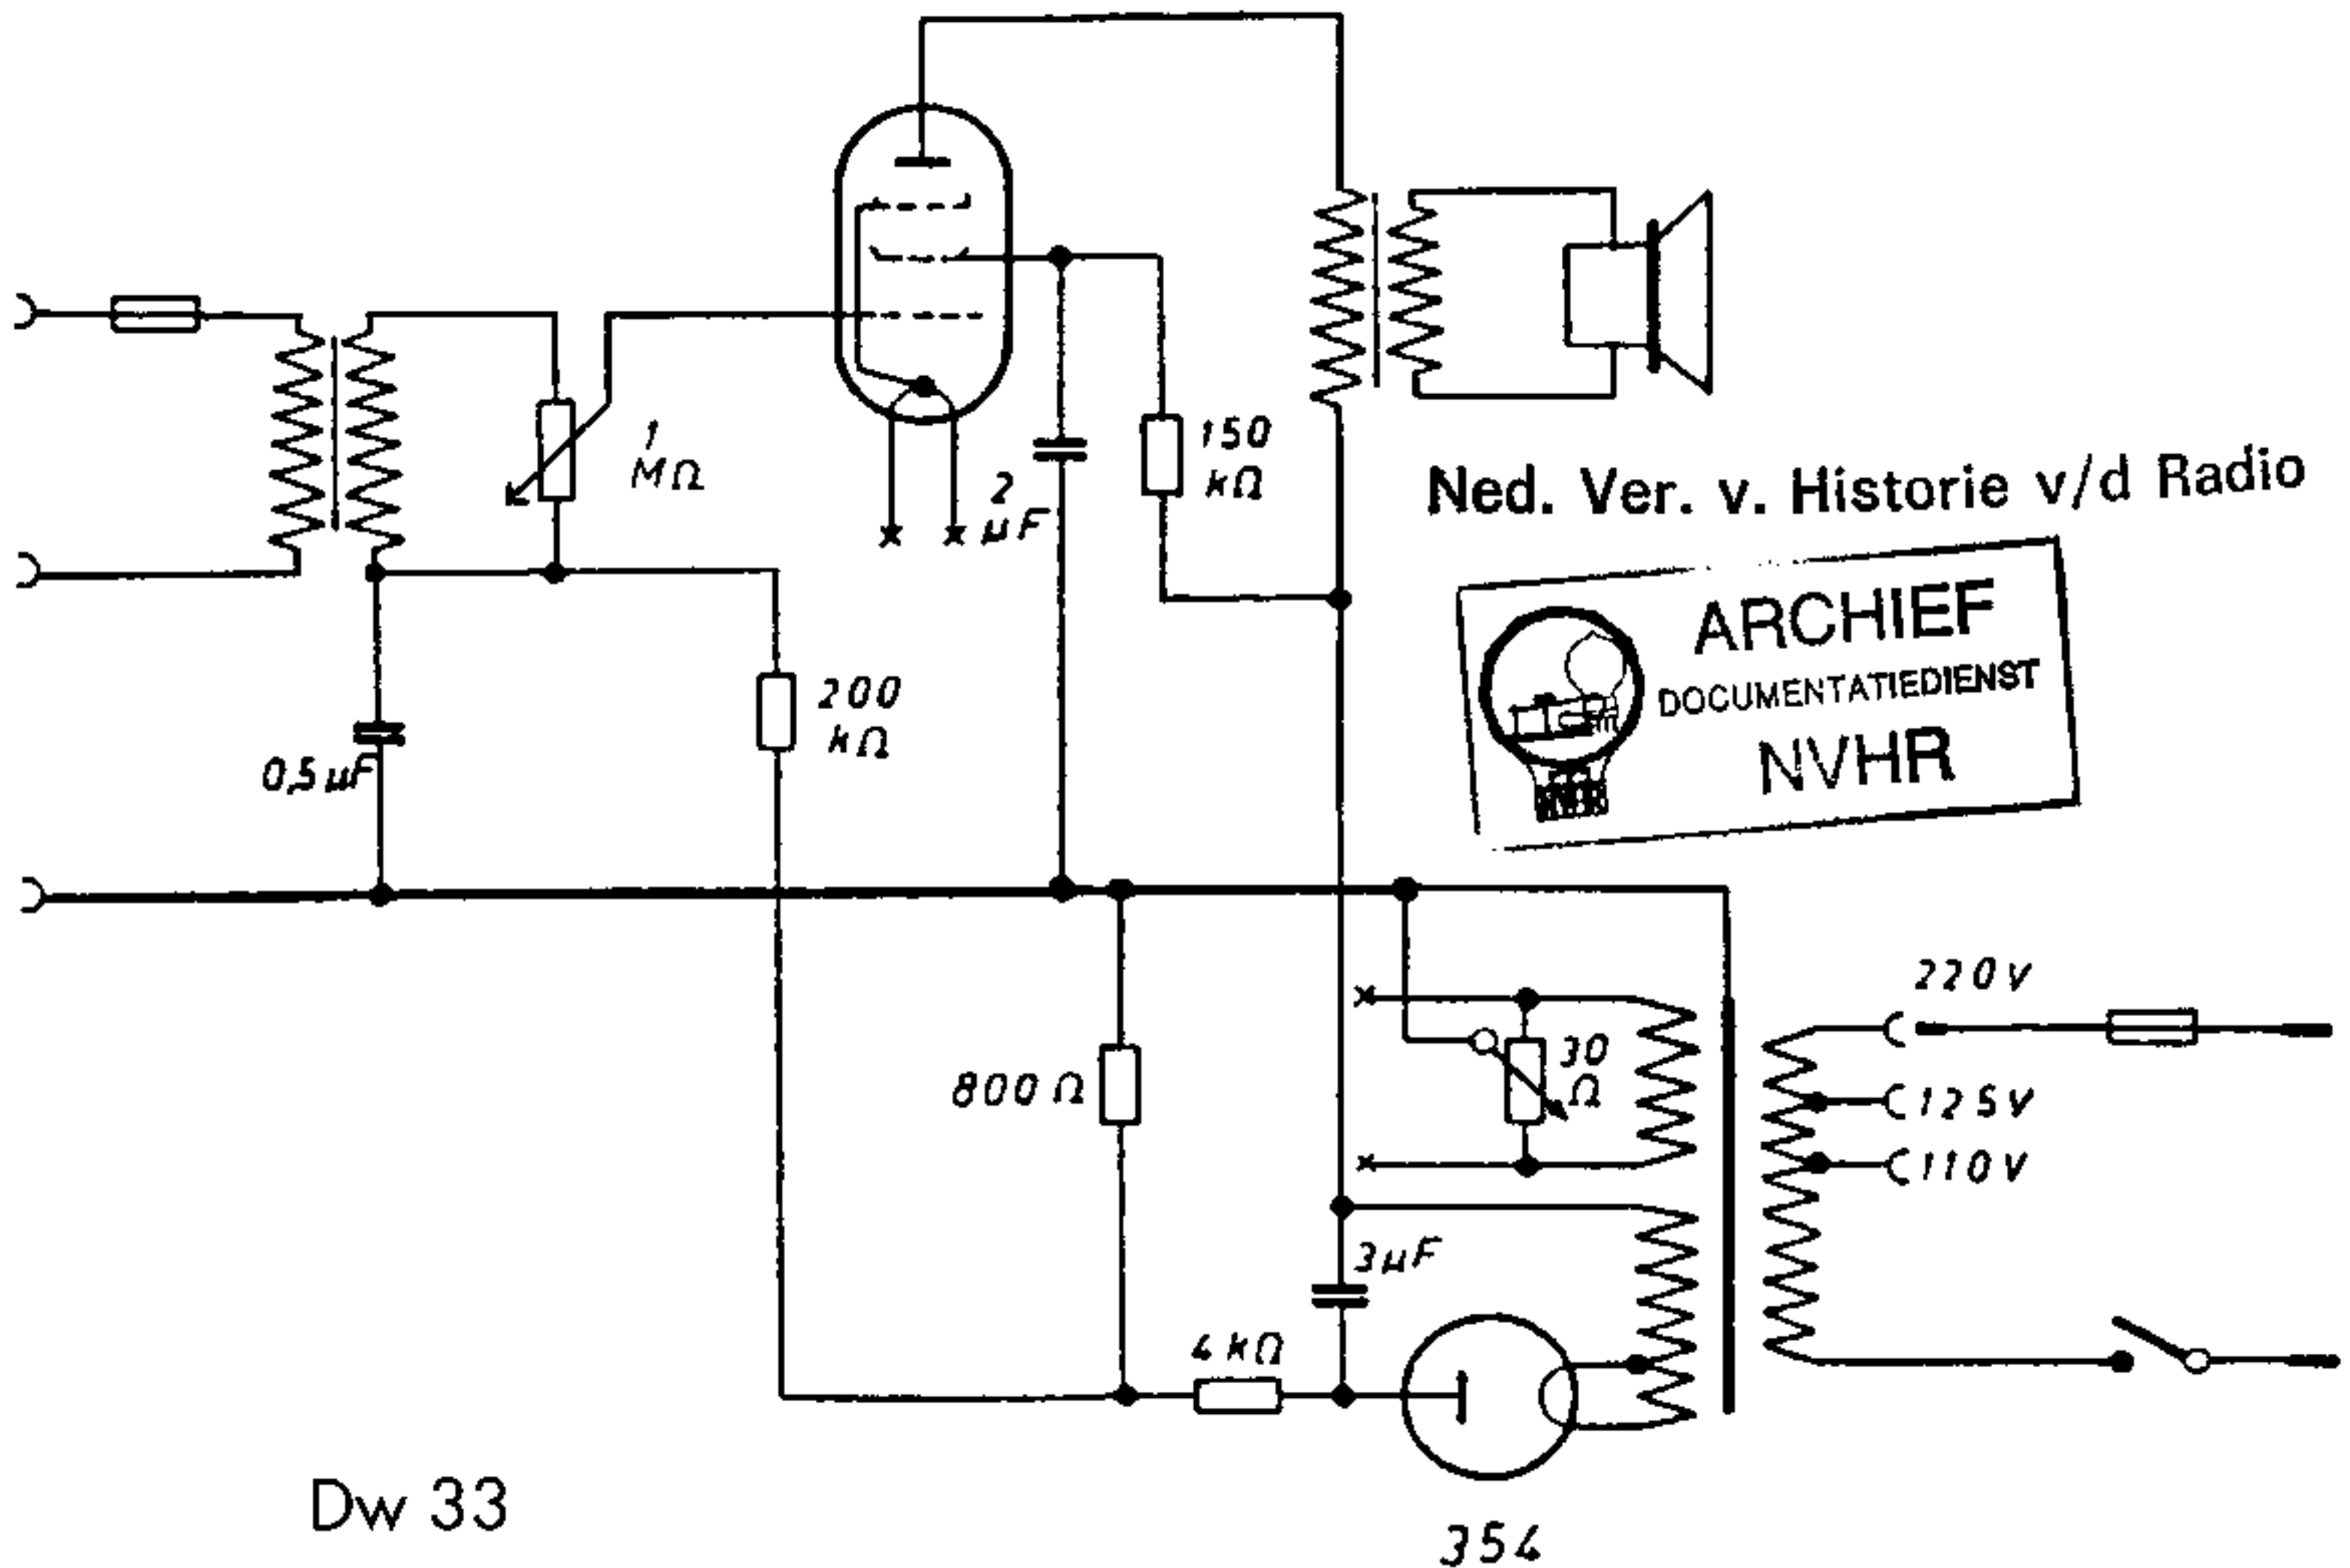 1
MΩ
2
μF
150
kΩ
Ned. Ver. v. Historie v/d Radio
ARCHIEF
DOCUMENTATIEDIENST
NVHR
200
kΩ
0,5 μF
220 V
30
Ω
125 V
110 V
800 Ω
3 μF
4 kΩ
Dw 33
354